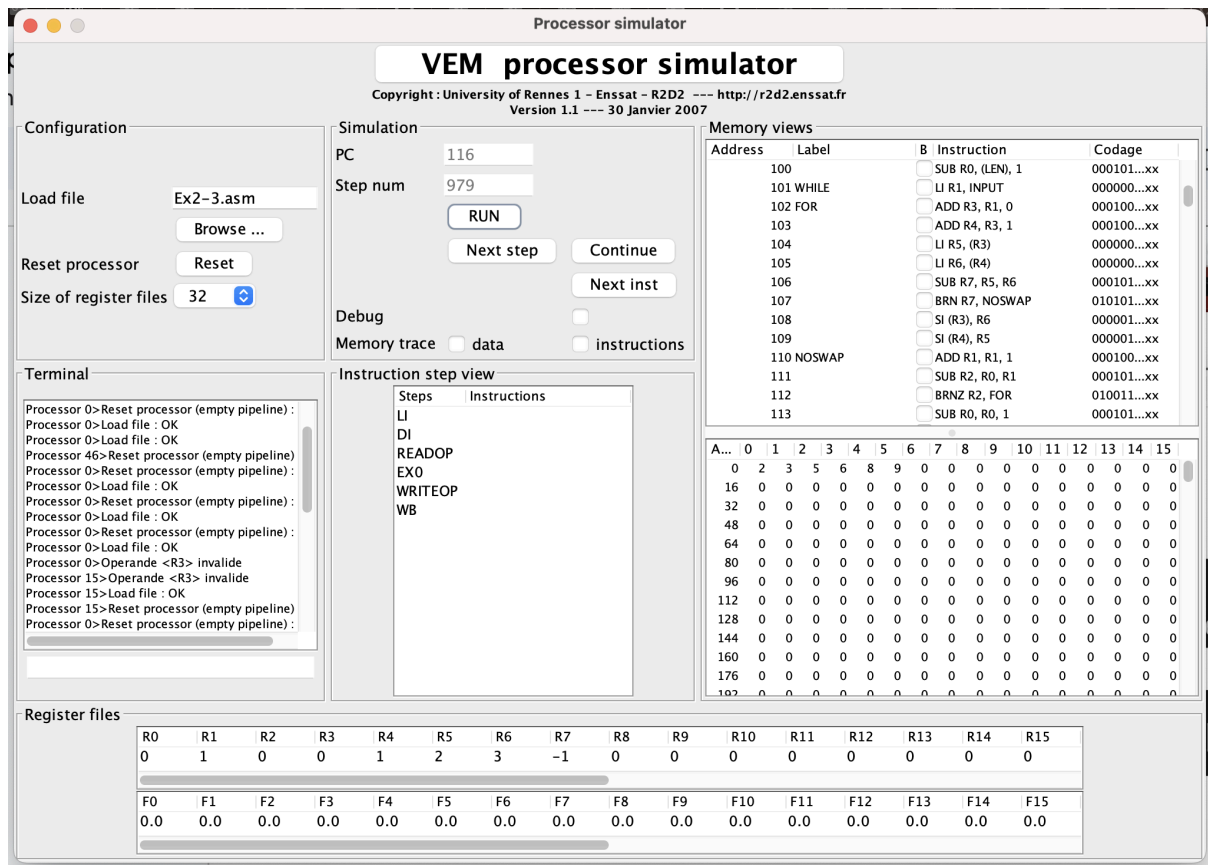 Processor simulator
VEM processor simulator
Copyright : University of Rennes 1 - Enssat - R2D2 --- http://r2d2.enssat.fr
Version 1.1 --- 30 Janvier 2007
Configuration
Load file Ex2-3.asm
Browse ...
Reset processor Reset
Size of register files 32
Simulation
PC 116
Step num 979
RUN
Next step Continue
Next inst
Debug
Memory trace data instructions
Memory views
Address Label B Instruction Codage
100 SUB R0, (LEN), 1 000101...xx
101 WHILE LI R1, INPUT 000000...xx
102 FOR ADD R3, R1, 0 000100...xx
103 ADD R4, R3, 1 000100...xx
104 LI R5, (R3) 000000...xx
105 LI R6, (R4) 000000...xx
106 SUB R7, R5, R6 000101...xx
107 BRN R7, NOSWAP 010101...xx
108 SI (R3), R6 000001...xx
109 SI (R4), R5 000001...xx
110 NOSWAP ADD R1, R1, 1 000100...xx
111 SUB R2, R0, R1 000101...xx
112 BRNZ R2, FOR 010011...xx
113 SUB R0, R0, 1 000101...xx
Terminal
Processor 0>Reset processor (empty pipeline) :
Processor 0>Load file : OK
Processor 0>Load file : OK
Processor 46>Reset processor (empty pipeline)
Processor 0>Reset processor (empty pipeline) :
Processor 0>Load file : OK
Processor 0>Reset processor (empty pipeline) :
Processor 0>Load file : OK
Processor 0>Reset processor (empty pipeline) :
Processor 0>Load file : OK
Processor 0>Operande <R3> invalide
Processor 15>Operande <R3> invalide
Processor 15>Load file : OK
Processor 15>Reset processor (empty pipeline)
Processor 0>Reset processor (empty pipeline) :
Instruction step view
Steps Instructions
LI
DI
READOP
EX0
WRITEOP
WB
A... 0 1 2 3 4 5 6 7 8 9 10 11 12 13 14 15
0 2 3 5 6 8 9 0 0 0 0 0 0 0 0 0 0
16 0 0 0 0 0 0 0 0 0 0 0 0 0 0 0 0
32 0 0 0 0 0 0 0 0 0 0 0 0 0 0 0 0
48 0 0 0 0 0 0 0 0 0 0 0 0 0 0 0 0
64 0 0 0 0 0 0 0 0 0 0 0 0 0 0 0 0
80 0 0 0 0 0 0 0 0 0 0 0 0 0 0 0 0
96 0 0 0 0 0 0 0 0 0 0 0 0 0 0 0 0
112 0 0 0 0 0 0 0 0 0 0 0 0 0 0 0 0
128 0 0 0 0 0 0 0 0 0 0 0 0 0 0 0 0
144 0 0 0 0 0 0 0 0 0 0 0 0 0 0 0 0
160 0 0 0 0 0 0 0 0 0 0 0 0 0 0 0 0
176 0 0 0 0 0 0 0 0 0 0 0 0 0 0 0 0
Register files
R0 R1 R2 R3 R4 R5 R6 R7 R8 R9 R10 R11 R12 R13 R14 R15
0 1 0 0 1 2 3 -1 0 0 0 0 0 0 0 0
F0 F1 F2 F3 F4 F5 F6 F7 F8 F9 F10 F11 F12 F13 F14 F15
0.0 0.0 0.0 0.0 0.0 0.0 0.0 0.0 0.0 0.0 0.0 0.0 0.0 0.0 0.0 0.0